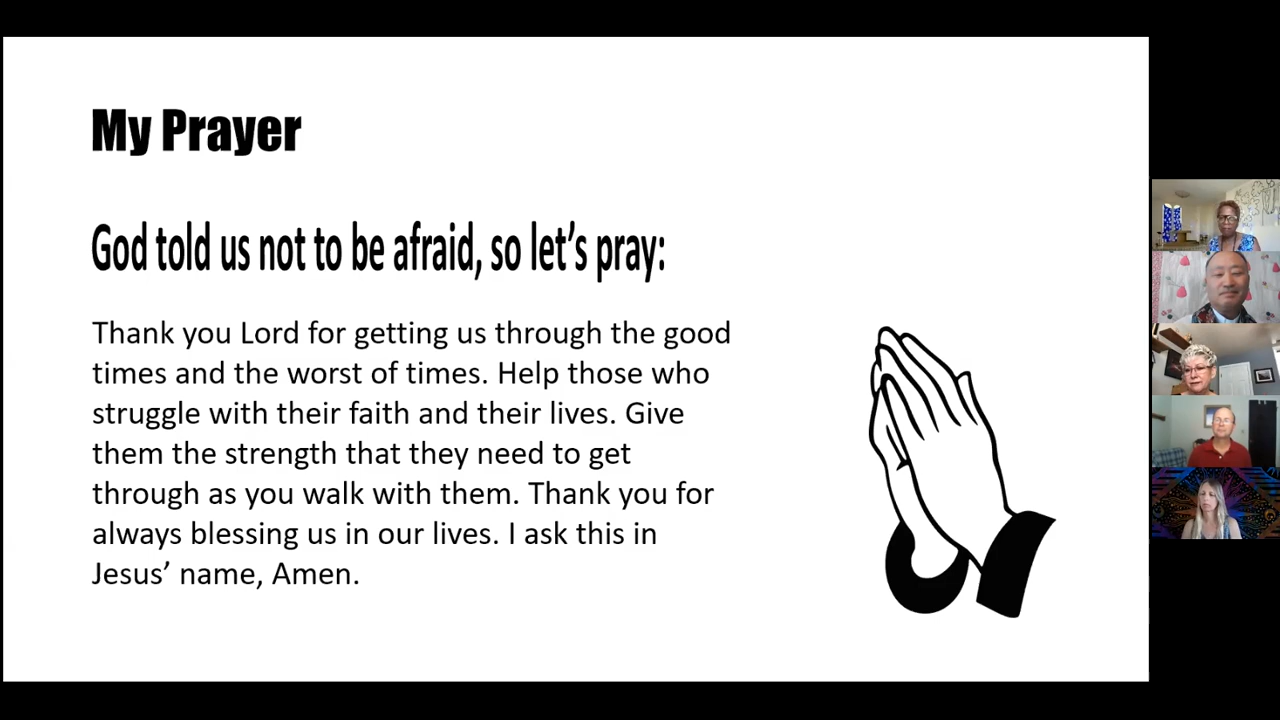 My Prayer
God told us not to be afraid, so let’s pray:
Thank you Lord for getting us through the good
times and the worst of times. Help those who
struggle with their faith and their lives. Give
them the strength that they need to get
through as you walk with them. Thank you for
always blessing us in our lives. I ask this in
Jesus’ name, Amen.